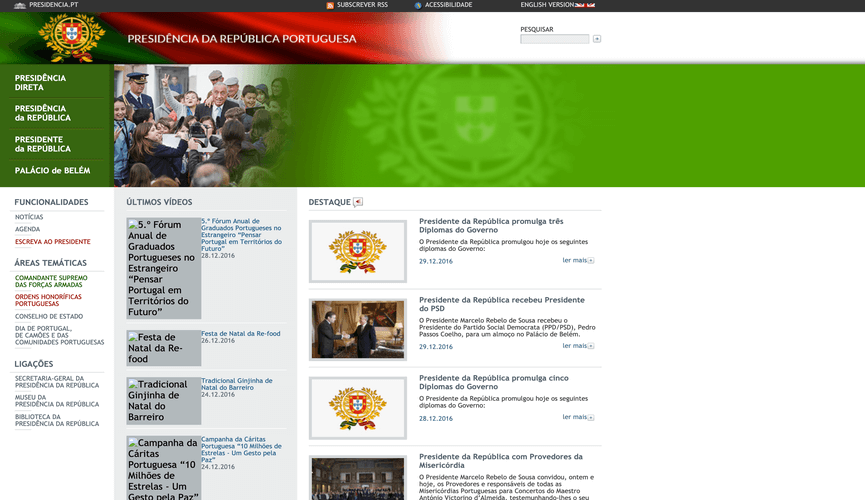 PRESIDENCIA.PT
SUBSCREVER RSS
ACESSIBILIDADE
ENGLISH VERSION
PRESIDÊNCIA DA REPÚBLICA PORTUGUESA
PESQUISAR
PRESIDÊNCIA
DIRETA
PRESIDÊNCIA
da REPÚBLICA
PRESIDENTE
da REPÚBLICA
PALÁCIO de BELÉM
FUNCIONALIDADES
NOTÍCIAS
AGENDA
ESCREVA AO PRESIDENTE
ÁREAS TEMÁTICAS
COMANDANTE SUPREMO
DAS FORÇAS ARMADAS
ORDENS HONORÍFICAS
PORTUGUESAS
CONSELHO DE ESTADO
DIA DE PORTUGAL,
DE CAMÕES E DAS
COMUNIDADES PORTUGUESAS
LIGAÇÕES
SECRETARIA-GERAL DA
PRESIDÊNCIA DA REPÚBLICA
MUSEU DA
PRESIDÊNCIA DA REPÚBLICA
BIBLIOTECA DA
PRESIDÊNCIA DA REPÚBLICA
ÚLTIMOS VÍDEOS
5.º Fórum
Anual de
Graduados
Portugueses no
Estrangeiro
“Pensar
Portugal em
Territórios do
Futuro”
5.º Fórum Anual de
Graduados Portugueses no
Estrangeiro “Pensar
Portugal em Territórios do
Futuro”
28.12.2016
Festa de
Natal da Re-
food
Festa de Natal da Re-food
26.12.2016
Tradicional
Ginjinha de
Natal do
Barreiro
Tradicional Ginjinha de
Natal do Barreiro
24.12.2016
Campanha da
Cáritas
Portuguesa “10
Milhões de
Estrelas - Um
Gesto pela Paz”
Campanha da Cáritas
Portuguesa “10 Milhões de
Estrelas - Um Gesto pela
Paz”
24.12.2016
DESTAQUE
Presidente da República promulga três
Diplomas do Governo
O Presidente da República promulgou hoje os seguintes
diplomas do Governo:
29.12.2016
ler mais
Presidente da República recebeu Presidente
do PSD
O Presidente Marcelo Rebelo de Sousa recebeu o
Presidente do Partido Social Democrata (PPD/PSD), Pedro
Passos Coelho, para um almoço no Palácio de Belém.
29.12.2016
ler mais
Presidente da República promulga cinco
Diplomas do Governo
O Presidente da República promulgou hoje os seguintes
diplomas do Governo:
28.12.2016
ler mais
Presidente da República com Provedores da
Misericórdia
O Presidente Marcelo Rebelo de Sousa convidou, ontem e
hoje, os Provedores e responsáveis de todas as
Misericórdias Portuguesas para Concertos do Maestro
António Victorino d'Almeida, testemunhando-lhes o seu